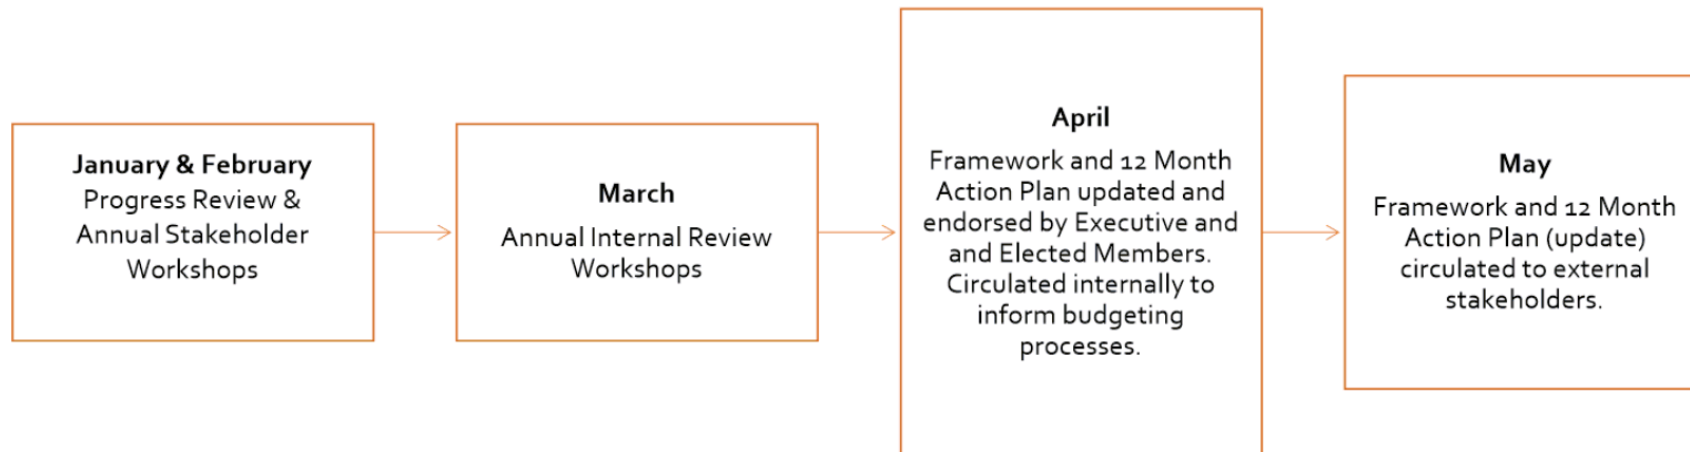 January & February
Progress Review &
Annual Stakeholder
Workshops
March
Annual Internal Review
Workshops
April
Framework and 12 Month
Action Plan updated and
endorsed by Executive and
and Elected Members.
Circulated internally to
inform budgeting
processes.
May
Framework and 12 Month
Action Plan (update)
circulated to external
stakeholders.